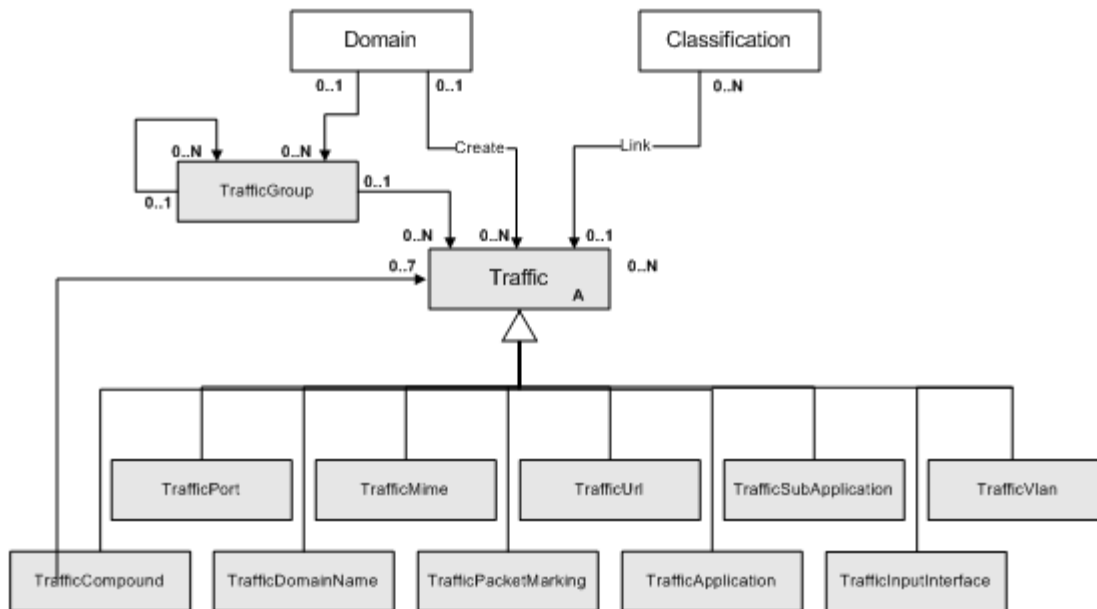 Domain
Classification
0..1
0..1
0..N
0..N
0..N
Create
Link
TrafficGroup
0..1
0..1
0..N
0..N
0..1
0..7
Traffic
0..N
A
TrafficPort
TrafficMime
TrafficUrl
TrafficSubApplication
TrafficVlan
TrafficCompound
TrafficDomainName
TrafficPacketMarking
TrafficApplication
TrafficInputInterface